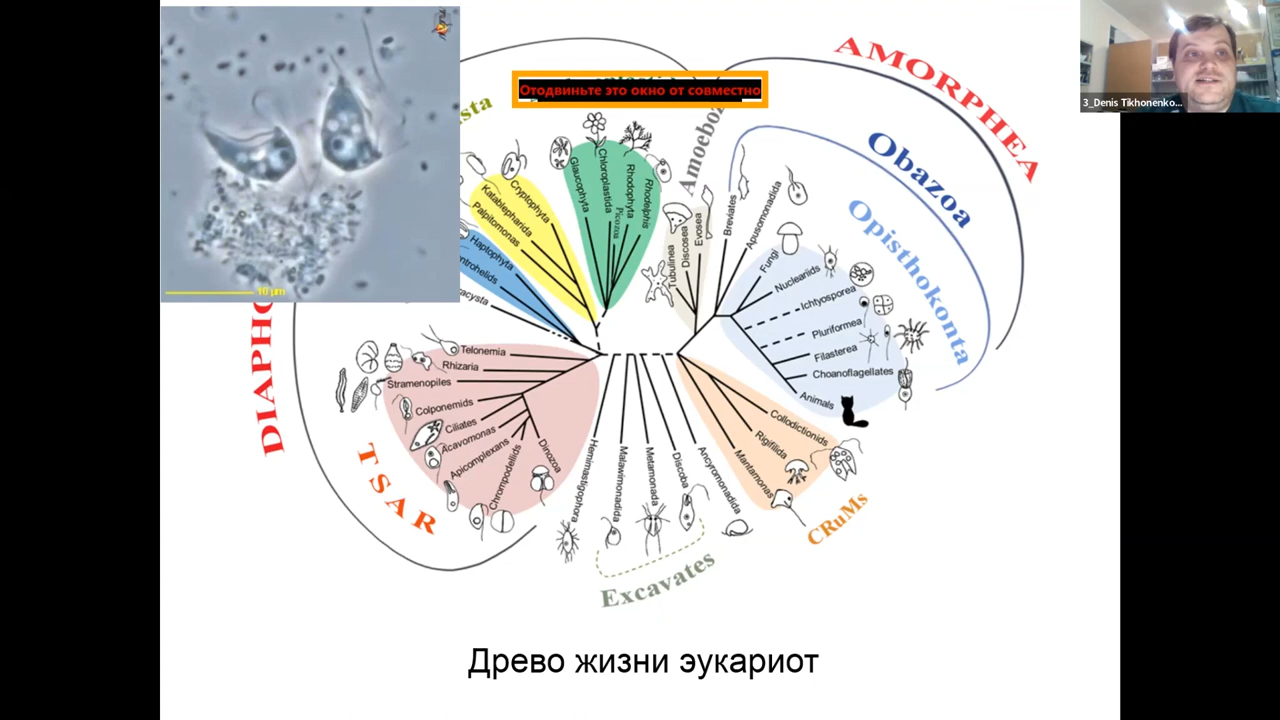 AMORPHEA
3_Denis Tikhonenko...
Отодвиньте это окно от совместно
Obazoa
Opisthokonta
Glaucophyta
Chloroplastida
Rhodophyta
Picozoa
Rhodelphis
Cryptophyta
Katablepharida
Palpitomonas
Haptophyta
Tubulinea
Discosea
Evosea
Breviates
Apusomonadida
Fungi
Nucleariids
Ichtyosporea
Pluriformea
Filasterea
Choanoflagellates
Animals
10 µm
Telonemia
Rhizaria
Stramenopiles
Colponemids
Ciliates
Acavomonas
Apicomplexans
Chrompodellids
Dinozoa
TSAR
Hemimastigophora
Malawimonadida
Metamonada
Discoba
Ancyromonadida
Mantamonas
Rigifilida
Collodictionids
CRuMs
Excavates
Древо жизни эукариот